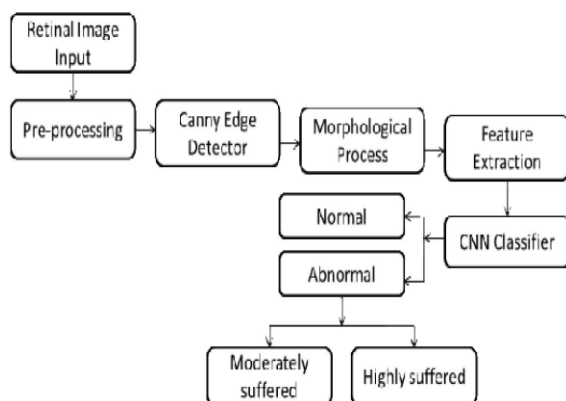 Retinal Image
Input
Pre-processing
Canny Edge
Detector
Morphological
Process
Feature
Extraction
Normal
CNN Classifier
Abnormal
Moderately
suffered
Highly suffered